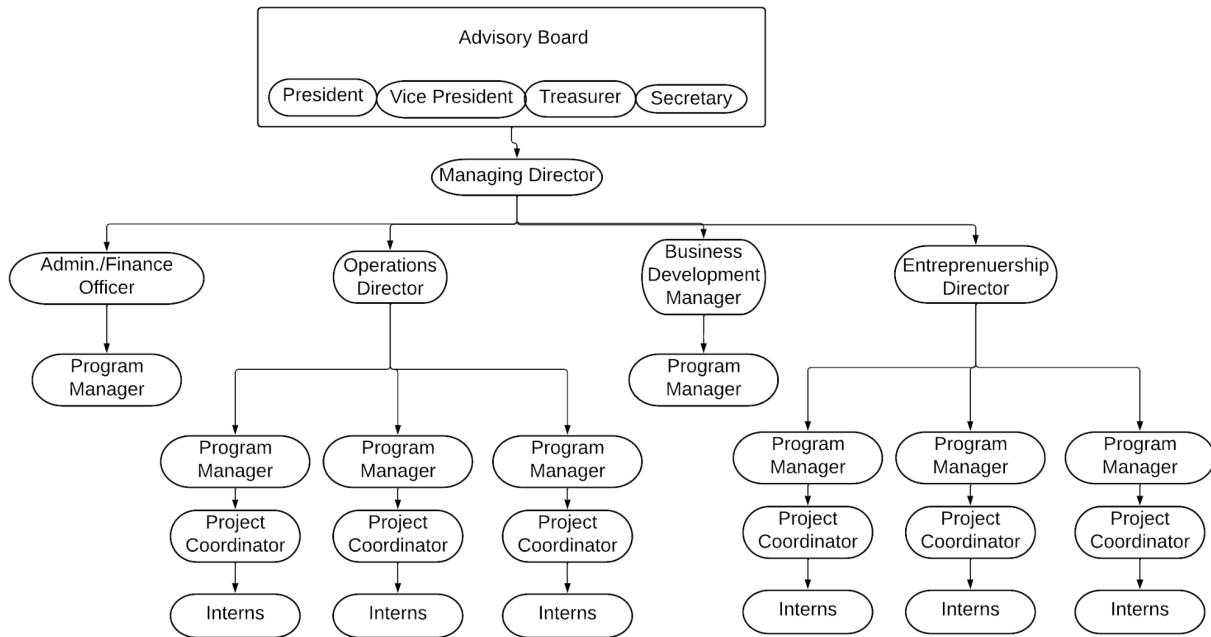 Advisory Board
President
Vice President
Treasurer
Secretary
Managing Director
Admin./Finance
Officer
Operations
Director
Business
Development
Manager
Entreprenuership
Director
Program
Manager
Program
Manager
Program
Manager
Program
Manager
Program
Manager
Program
Manager
Program
Manager
Program
Manager
Project
Coordinator
Project
Coordinator
Project
Coordinator
Project
Coordinator
Project
Coordinator
Project
Coordinator
Interns
Interns
Interns
Interns
Interns
Interns